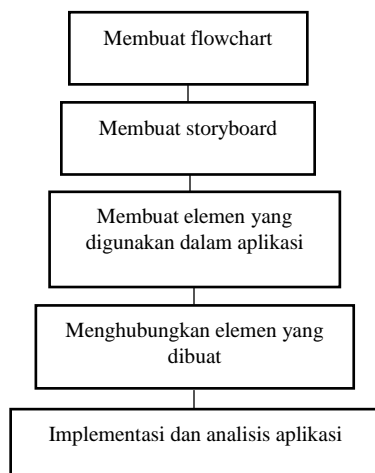 Membuat flowchart
Membuat storyboard
Membuat elemen yang
digunakan dalam aplikasi
Menghubungkan elemen yang
dibuat
Implementasi dan analisis aplikasi